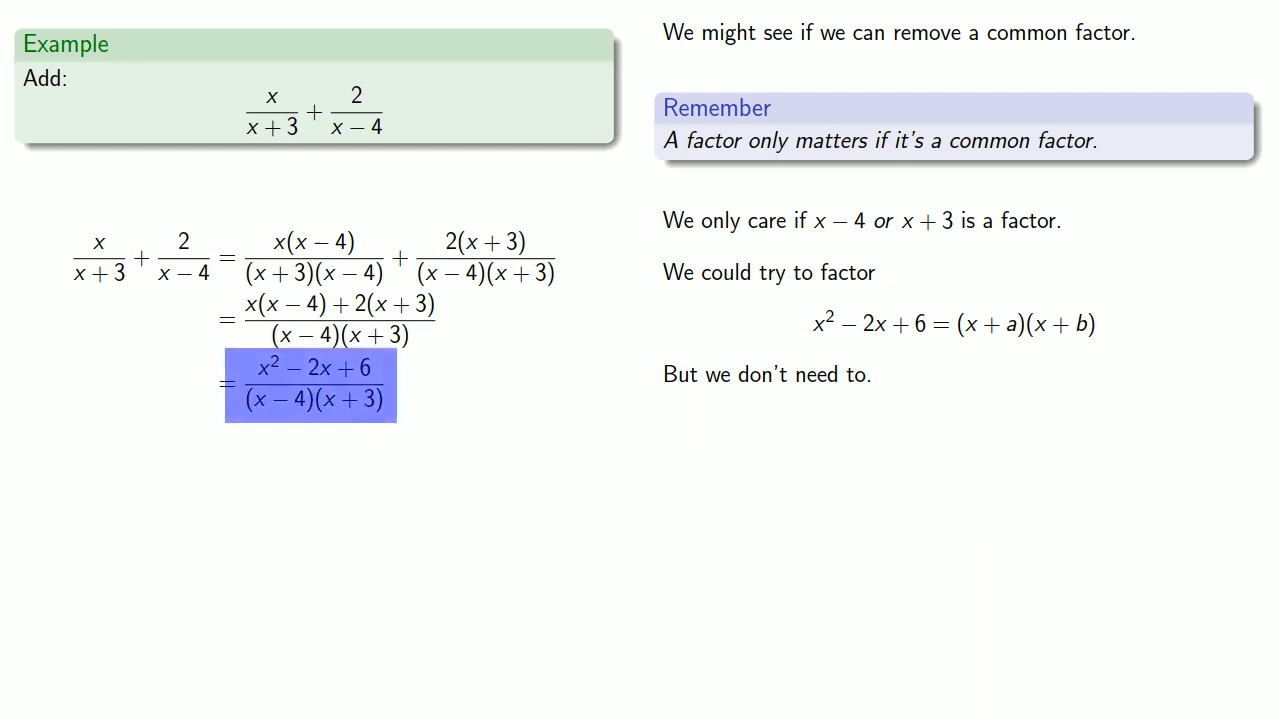 Example
Add:
x/(x + 3) + 2/(x − 4)
x/(x + 3) + 2/(x − 4) = x(x − 4)/((x + 3)(x − 4)) + 2(x + 3)/((x − 4)(x + 3))
= (x(x − 4) + 2(x + 3))/((x − 4)(x + 3))
= (x² − 2x + 6)/((x − 4)(x + 3))
We might see if we can remove a common factor.
Remember
A factor only matters if it's a common factor.
We only care if x − 4 or x + 3 is a factor.
We could try to factor
x² − 2x + 6 = (x + a)(x + b)
But we don't need to.